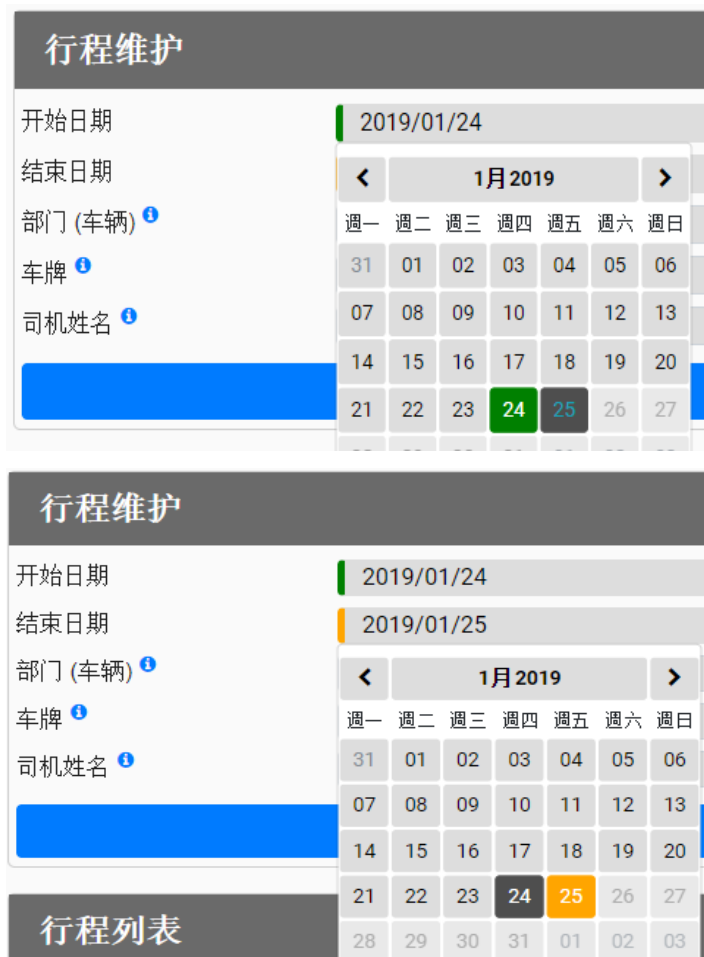 行程维护
开始日期
2019/01/24
结束日期
部门 (车辆)
车牌
司机姓名
1月2019
週一 週二 週三 週四 週五 週六 週日
31 01 02 03 04 05 06
07 08 09 10 11 12 13
14 15 16 17 18 19 20
21 22 23 24 25 26 27
行程维护
开始日期
2019/01/24
结束日期
2019/01/25
部门 (车辆)
车牌
司机姓名
1月2019
週一 週二 週三 週四 週五 週六 週日
31 01 02 03 04 05 06
07 08 09 10 11 12 13
14 15 16 17 18 19 20
21 22 23 24 25 26 27
28 29 30 31 01 02 03
行程列表